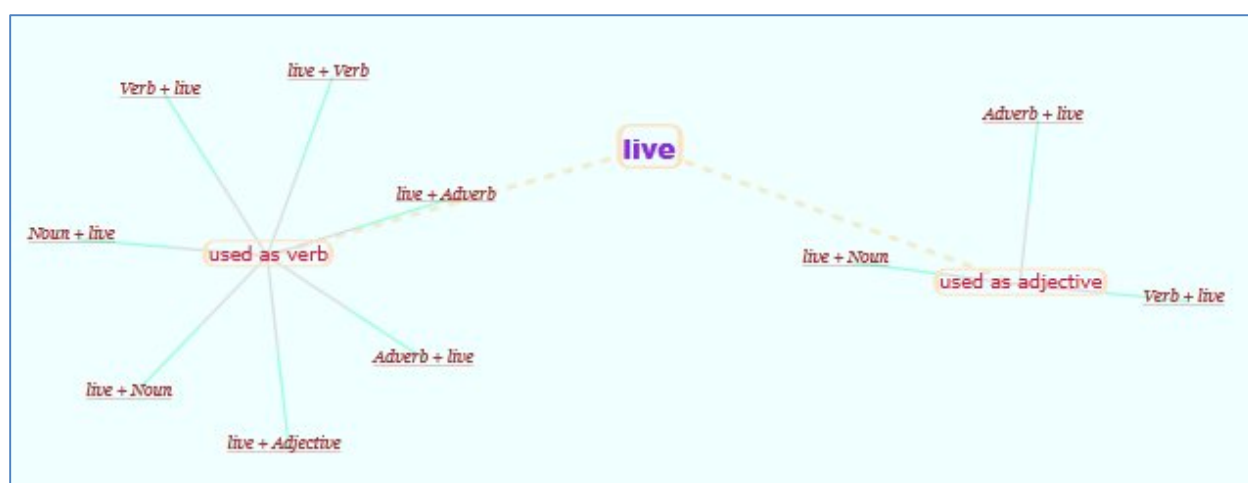 live + Verb
Verb + live
Adverb + live
live
live + Adverb
Noun + live
used as verb
live + Noun
used as adjective
Verb + live
Adverb + live
live + Noun
live + Adjective